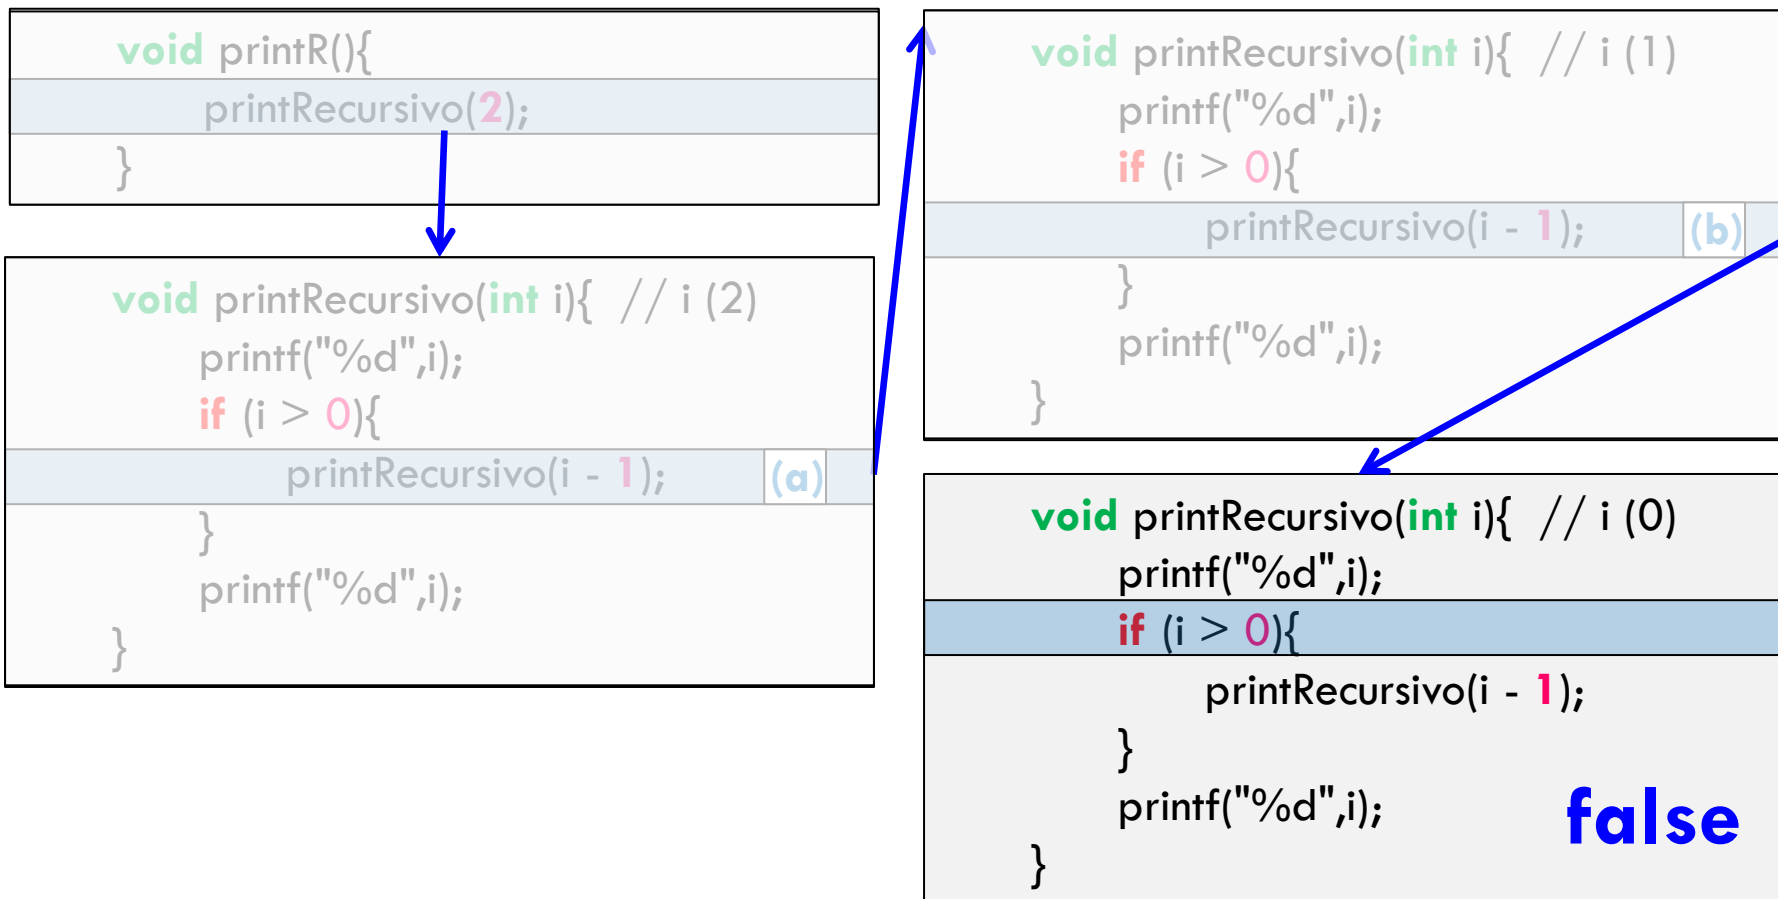 void printR(){
printRecursivo(2);
}
void printRecursivo(int i){ // i (2)
printf("%d",i);
if (i > 0){
printRecursivo(i - 1); (a)
}
printf("%d",i);
}
void printRecursivo(int i){ // i (1)
printf("%d",i);
if (i > 0){
printRecursivo(i - 1); (b)
}
printf("%d",i);
}
void printRecursivo(int i){ // i (0)
printf("%d",i);
if (i > 0){
printRecursivo(i - 1);
}
printf("%d",i);
false
}